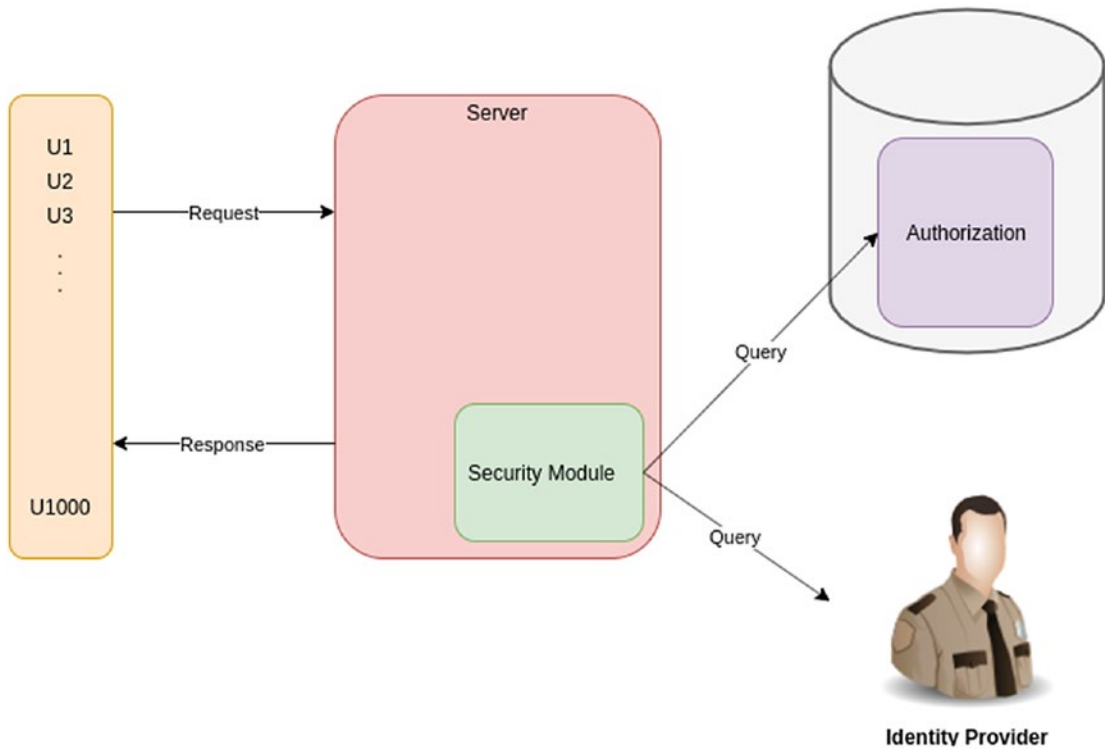 U1
U2
U3
.
.
.
U1000
Request
Response
Server
Security Module
Query
Query
Authorization
Identity Provider